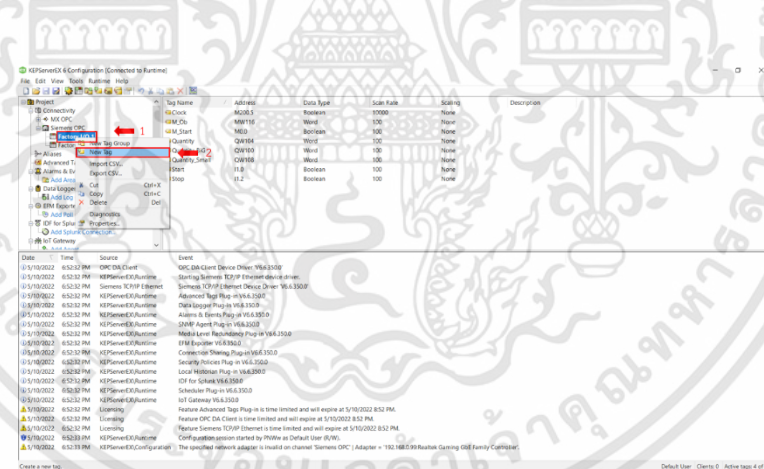 KEPServerEX 6 Configuration [Connected to Runtime]
File Edit View Tools Runtime Help
Project
Connectivity
MX OPC
Siemens OPC
Factory I/O 1
Factor
Aliases
Advanced Ta
Alarms & Ev
Add Area
Data Logger
Add Log
EFM Exporte
Add Poll
IDF for Splu
Add Splunk Connection...
IoT Gateway
Add Agent
New Tag Group
New Tag
Import CSV...
Export CSV...
Cut Ctrl+X
Copy Ctrl+C
Delete Del
Diagnostics
Properties...
1
2
Tag Name Address Data Type Scan Rate Scaling Description
Clock M200.5 Boolean 10000 None
M_Ob MW110 Word 100 None
M_Start M0.0 Boolean 100 None
Quantity QW104 Word 100 None
QW100 Word 100 None
Quantity_Small QW108 Word 100 None
Start I1.0 Boolean 100 None
Stop I1.2 Boolean 100 None
Date Time Source Event
5/10/2022 6:52:32 PM OPC DA Client OPC DA Client Device Driver V6.6.350.0
5/10/2022 6:52:32 PM KEPServerEX\Runtime Starting Siemens TCP/IP Ethernet device driver.
5/10/2022 6:52:32 PM Siemens TCP/IP Ethernet Siemens TCP/IP Ethernet Device Driver V6.6.350.0
5/10/2022 6:52:32 PM KEPServerEX\Runtime Advanced Tags Plug-in V6.6.350.0
5/10/2022 6:52:32 PM KEPServerEX\Runtime Data Logger Plug-in V6.6.350.0
5/10/2022 6:52:32 PM KEPServerEX\Runtime Alarms & Events Plug-in V6.6.350.0
5/10/2022 6:52:32 PM KEPServerEX\Runtime SNMP Agent Plug-in V6.6.350.0
5/10/2022 6:52:32 PM KEPServerEX\Runtime Media Level Redundancy Plug-in V6.6.350.0
5/10/2022 6:52:32 PM KEPServerEX\Runtime EFM Exporter V6.6.350.0
5/10/2022 6:52:32 PM KEPServerEX\Runtime Connection Sharing Plug-in V6.6.350.0
5/10/2022 6:52:32 PM KEPServerEX\Runtime Security Policies Plug-in V6.6.350.0
5/10/2022 6:52:32 PM KEPServerEX\Runtime Local Historian Plug-in V6.6.350.0
5/10/2022 6:52:32 PM KEPServerEX\Runtime IDF for Splunk V6.6.350.0
5/10/2022 6:52:32 PM KEPServerEX\Runtime Scheduler Plug-in V6.6.350.0
5/10/2022 6:52:32 PM KEPServerEX\Runtime IoT Gateway V6.6.350.0
5/10/2022 6:52:32 PM Licensing Feature Advanced Tags Plug-in is time limited and will expire at 5/10/2022 8:52 PM.
5/10/2022 6:52:32 PM Licensing Feature OPC DA Client is time limited and will expire at 5/10/2022 8:52 PM.
5/10/2022 6:52:32 PM Licensing Feature Siemens TCP/IP Ethernet is time limited and will expire at 5/10/2022 8:52 PM.
5/10/2022 6:52:33 PM KEPServerEX\Runtime Configuration session started by as Default User (R/W).
5/10/2022 6:52:33 PM KEPServerEX\Configuration The specified network adapter is invalid on channel 'Siemens OPC' | Adapter = '192.168.0.99:Realtek Gaming GbE Family Controller'.
Create a new tag. Default User Clients: 0 Active tags: 4 of